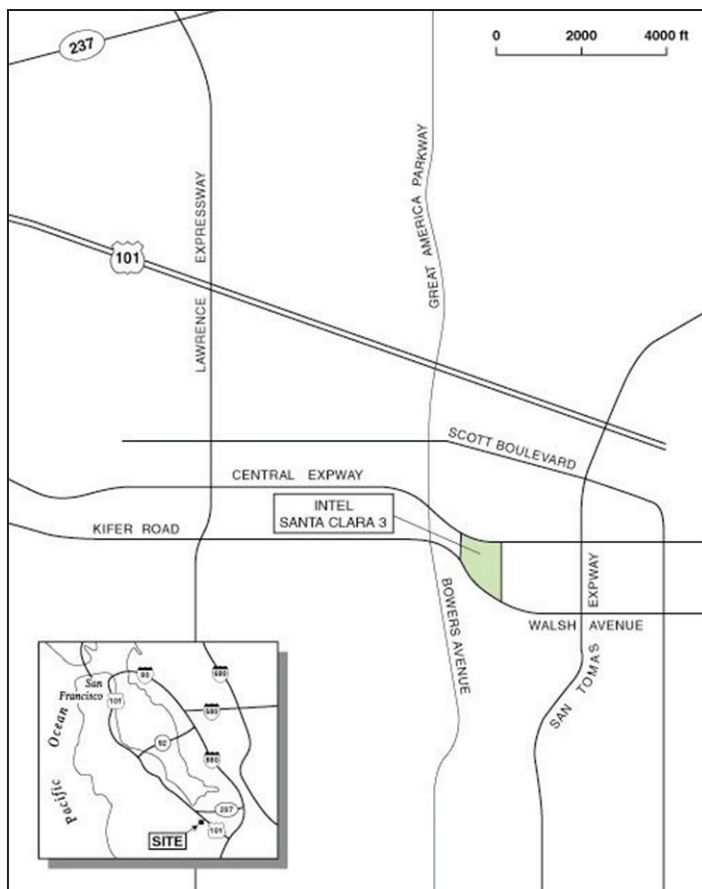 237
0 2000 4000 ft
GREAT AMERICA PARKWAY
LAWRENCE EXPRESSWAY
101
SCOTT BOULEVARD
CENTRAL EXPWAY
INTEL
SANTA CLARA 3
KIFER ROAD
BOWERS AVENUE
WALSH AVENUE
SAN TOMAS EXPWAY
San
Francisco
80
680
101
580
92
880
Pacific Ocean
237
SITE
101